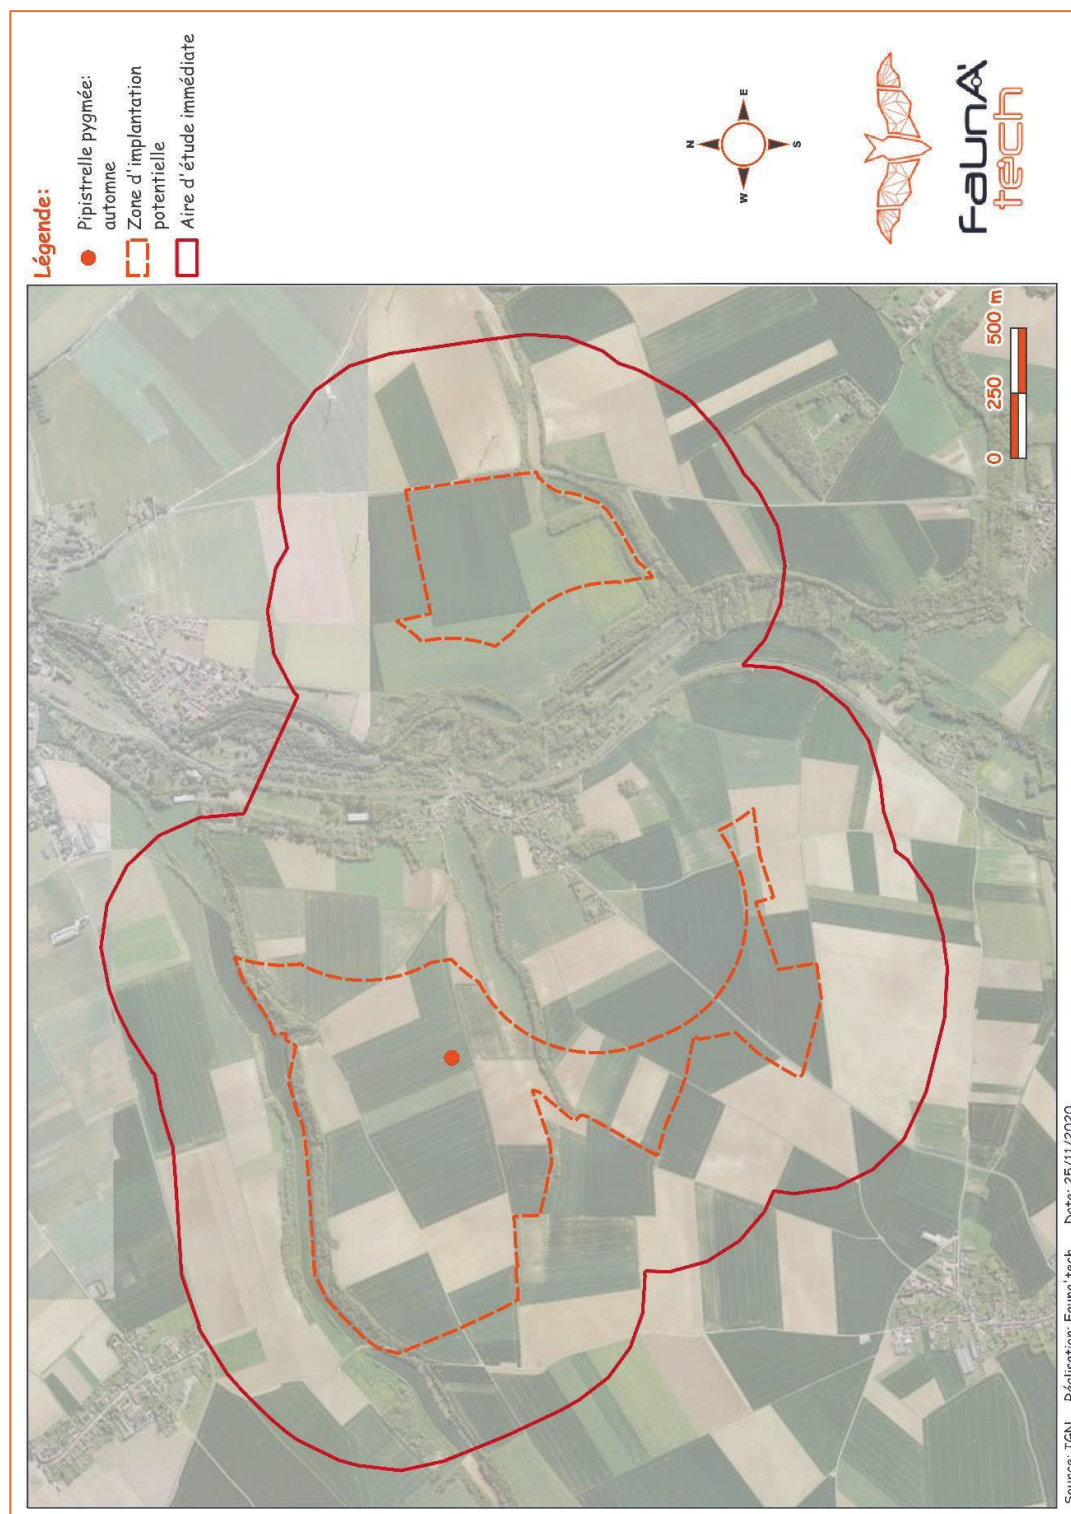 Légende:
Pipistrelle pygmée:
automne
Zone d'implantation
potentielle
Aire d'étude immédiate
N
W
E
S
faunA'
tech
0 250 500 m
Source: IGN Réalisation: Faune'tech Date: 25/11/2020